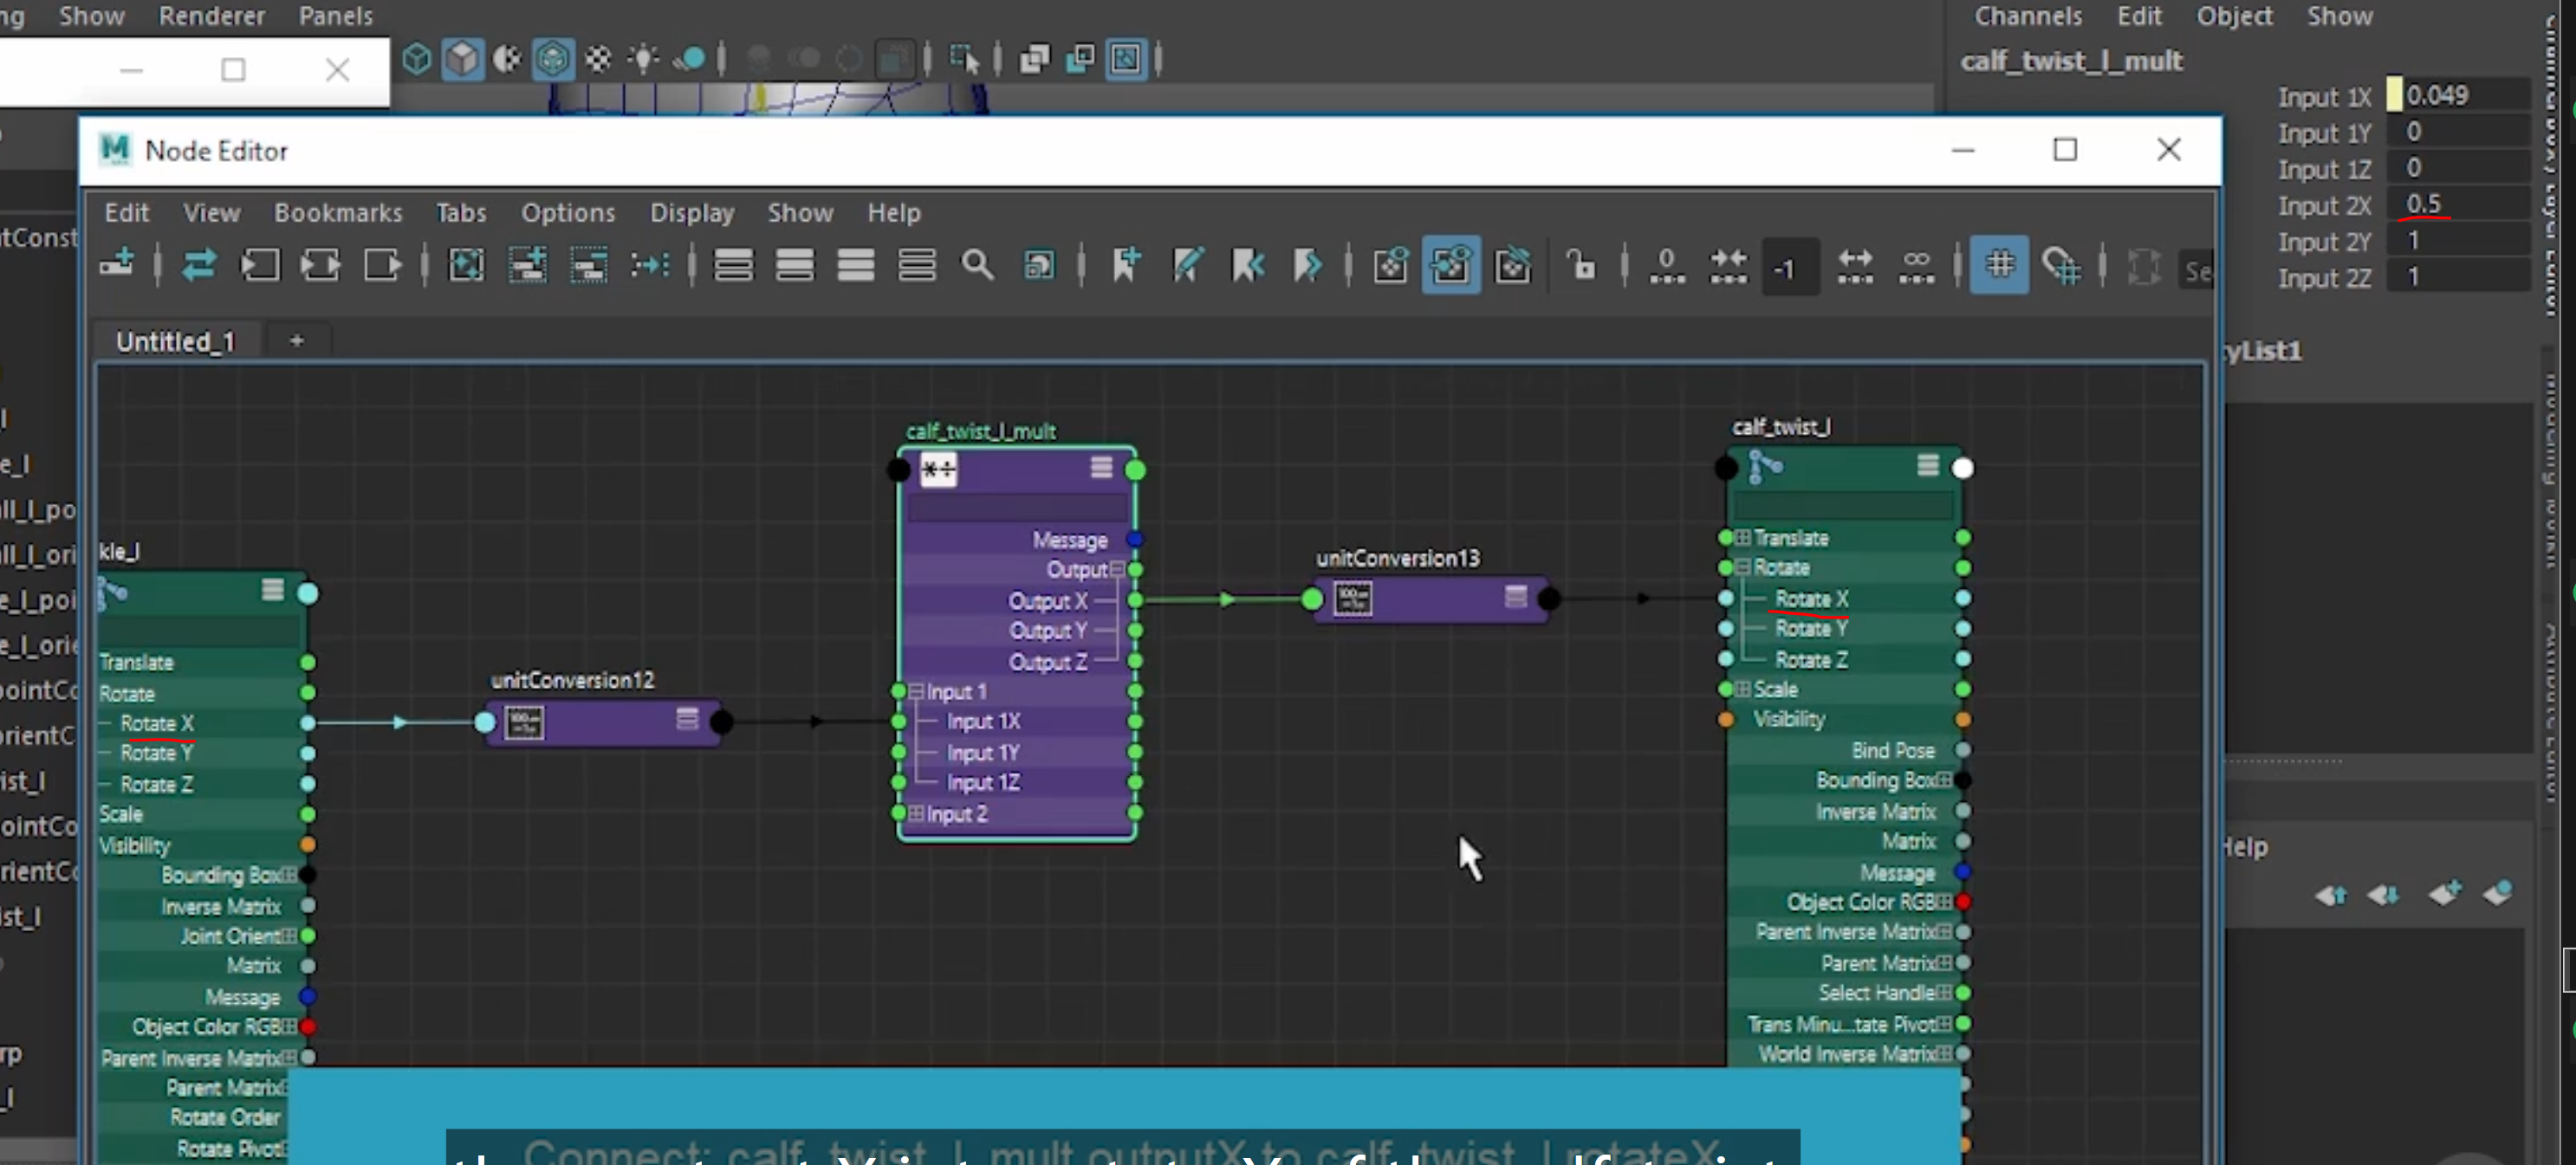 ng Show Renderer Panels
Channels Edit Object Show
calf_twist_l_mult
Input 1X 0.049
Input 1Y 0
Input 1Z 0
Input 2X 0.5
Input 2Y 1
Input 2Z 1
Node Editor
Edit View Bookmarks Tabs Options Display Show Help
-1
Se
Untitled_1 +
tConst
yList1
calf_twist_l_mult
Message
Output
Output X
Output Y
Output Z
Input 1
Input 1X
Input 1Y
Input 1Z
Input 2
calf_twist_l
Translate
Rotate
Rotate X
Rotate Y
Rotate Z
Scale
Visibility
Bind Pose
Bounding Box
Inverse Matrix
Matrix
Message
Object Color RGB
Parent Inverse Matrix
Parent Matrix
Select Handle
Trans Minu...tate Pivot
World Inverse Matrix
unitConversion13
unitConversion12
kle_l
Translate
Rotate
Rotate X
Rotate Y
Rotate Z
Scale
Visibility
Bounding Box
Inverse Matrix
Joint Orient
Matrix
Message
Object Color RGB
Parent Inverse Matrix
Parent Matrix
Rotate Order
Rotate Pivot
e_l
all_l_po
all_l_ori
e_l_poi
e_l_orie
pointCo
orientC
ist_l
ointCo
rientCo
ist_l
rp
_l
Help
Connect: calf_twist_l_mult.outputX to calf_twist_l.rotateX